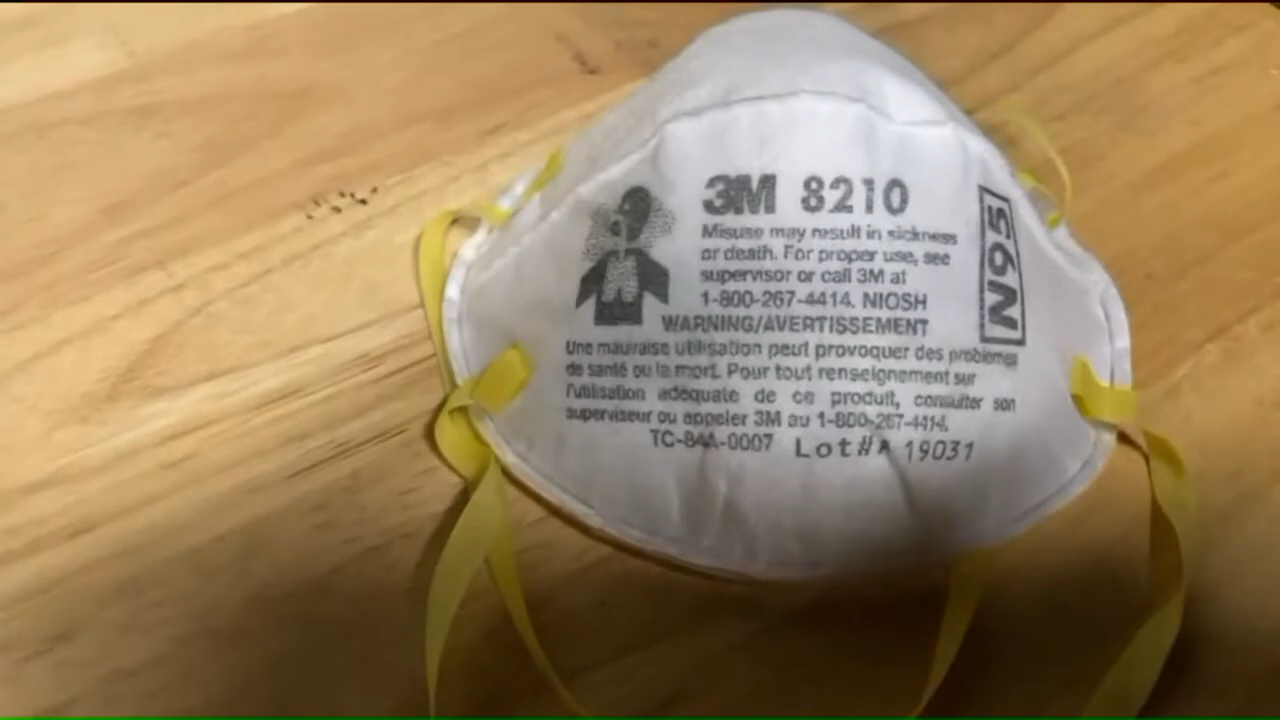 3M 8210
Misuse may result in sickness
or death. For proper use, see
supervisor or call 3M at
1-800-267-4414. NIOSH
N95
WARNING/AVERTISSEMENT
Une mauvaise utilisation peut provoquer des problèmes
de santé ou la mort. Pour tout renseignement sur
l'utilisation adéquate de ce produit, consulter son
superviseur ou appeler 3M au 1-800-267-4414.
TC-84A-0007 Lot# A 19031